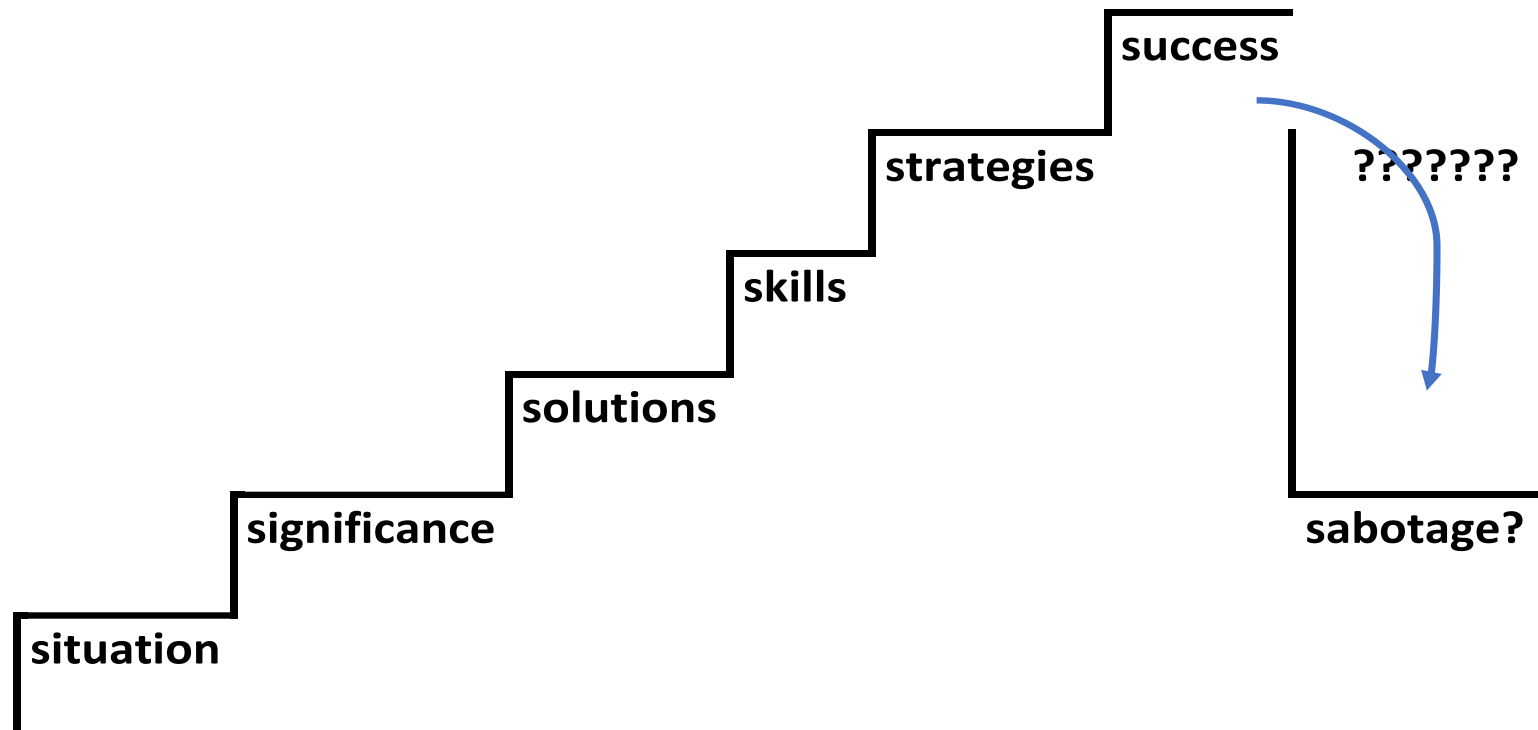 success
???????
strategies
skills
solutions
significance
sabotage?
situation